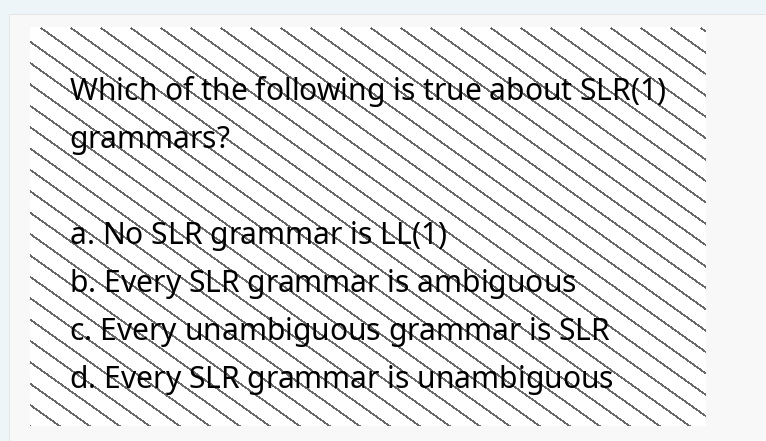 Which of the following is true about SLR(1)
grammars?
a. No SLR grammar is LL(1)
b. Every SLR grammar is ambiguous
c. Every unambiguous grammar is SLR
d. Every SLR grammar is unambiguous